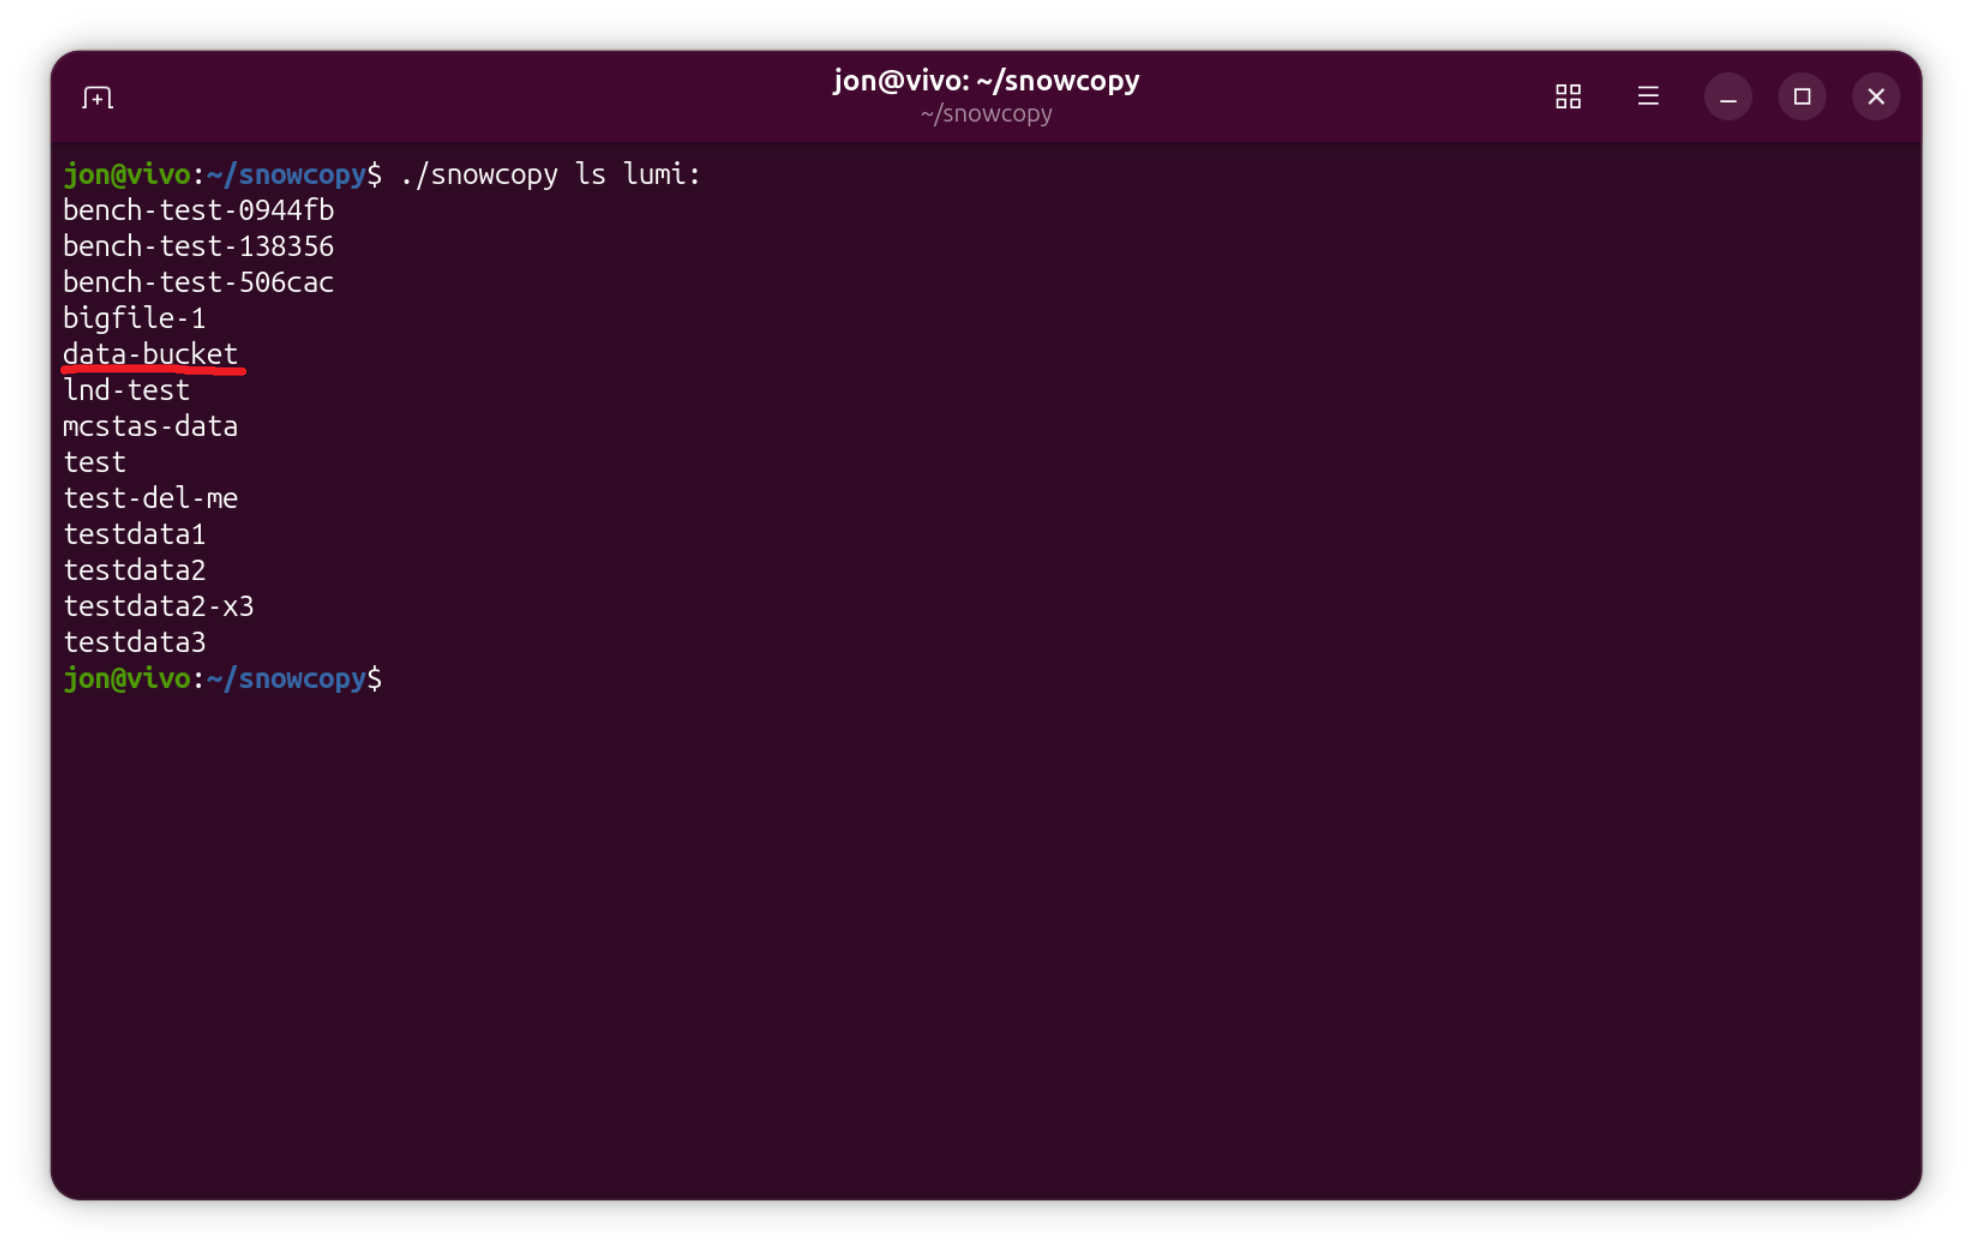 jon@vivo: ~/snowcopy
~/snowcopy
jon@vivo:~/snowcopy$ ./snowcopy ls lumi:
bench-test-0944fb
bench-test-138356
bench-test-506cac
bigfile-1
data-bucket
lnd-test
mcstas-data
test
test-del-me
testdata1
testdata2
testdata2-x3
testdata3
jon@vivo:~/snowcopy$